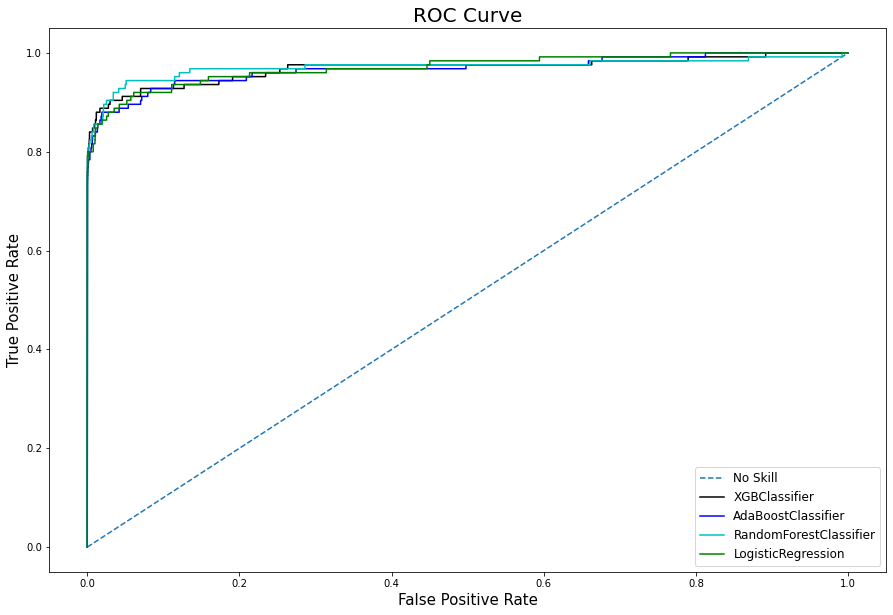 ROC Curve
True Positive Rate
1.0
0.8
0.6
0.4
0.2
0.0
0.0 0.2 0.4 0.6 0.8 1.0
False Positive Rate
No Skill
XGBClassifier
AdaBoostClassifier
RandomForestClassifier
LogisticRegression